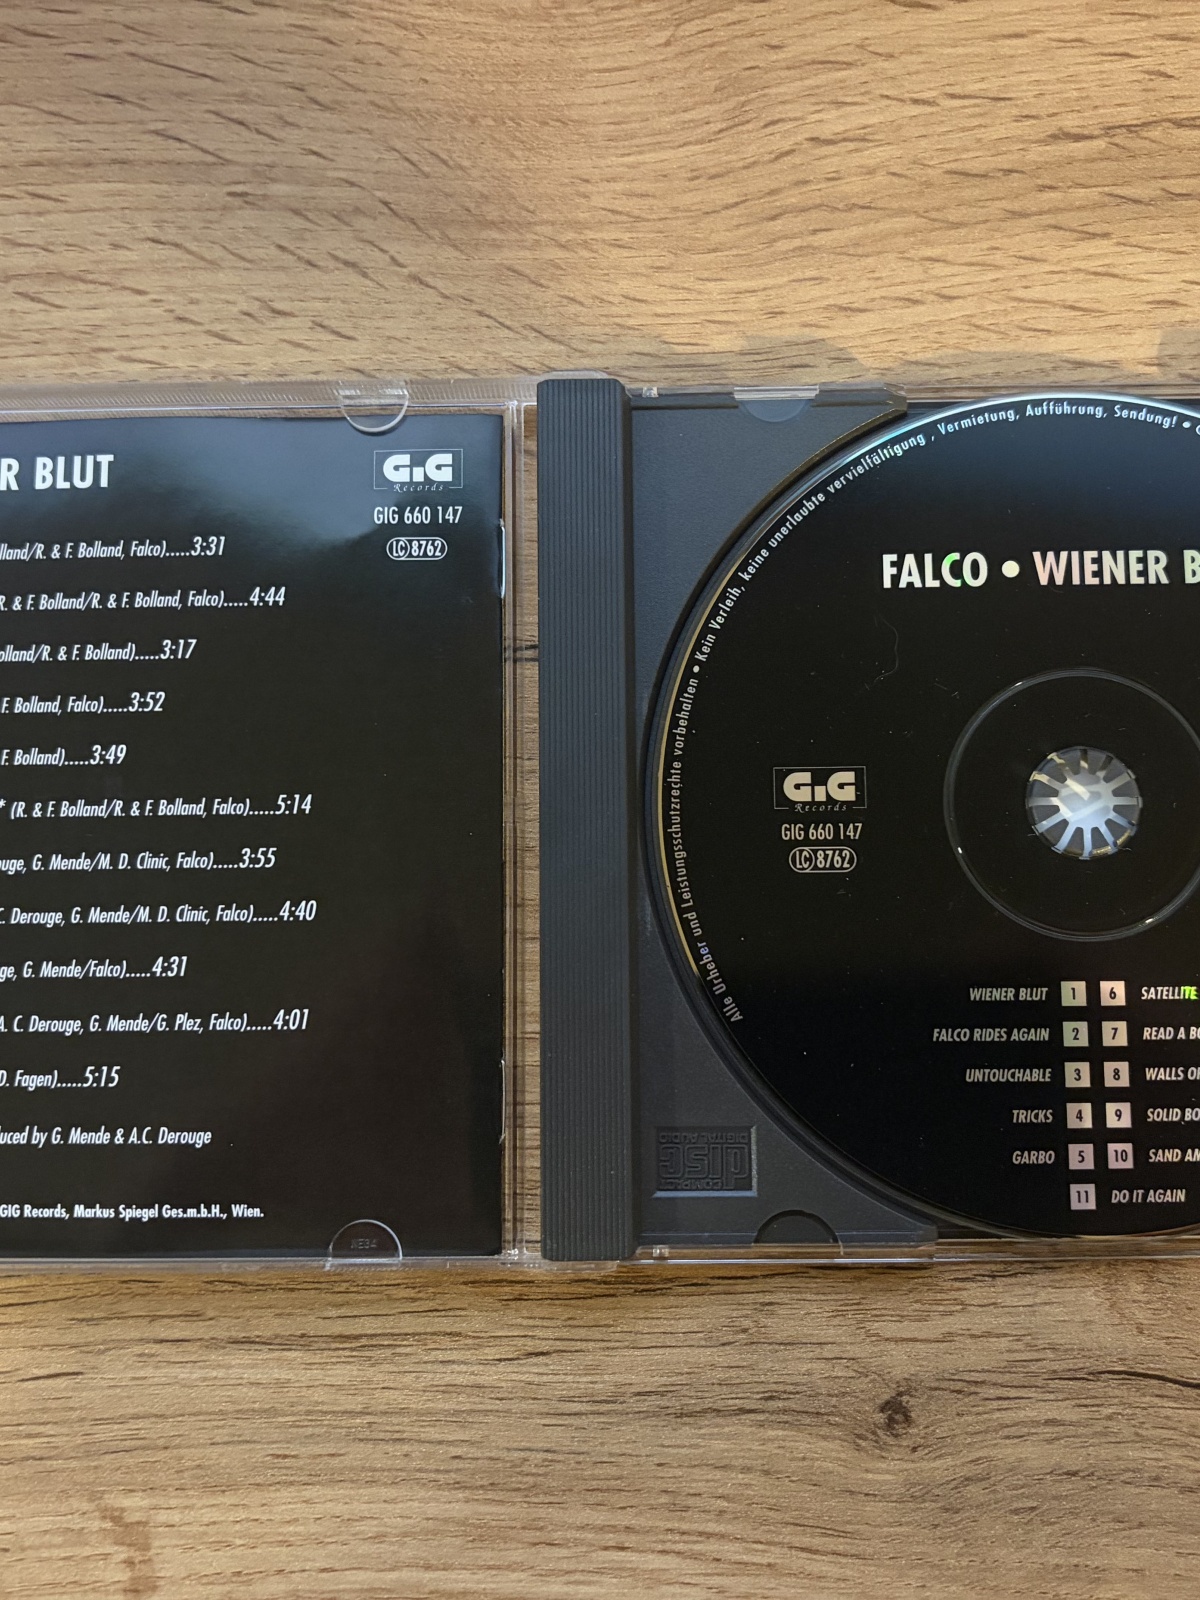 R BLUT
GiG
Records
GIG 660 147
LC 8762
lland/R. & F. Bolland, Falco).....3:31
R. & F. Bolland/R. & F. Bolland, Falco).....4:44
olland/R. & F. Bolland).....3:17
F. Bolland, Falco).....3:52
F. Bolland).....3:49
* (R. & F. Bolland/R. & F. Bolland, Falco).....5:14
ouge, G. Mende/M. D. Clinic, Falco).....3:55
C. Derouge, G. Mende/M. D. Clinic, Falco).....4:40
ge, G. Mende/Falco).....4:31
A. C. Derouge, G. Mende/G. Plez, Falco).....4:01
D. Fagen).....5:15
uced by G. Mende & A.C. Derouge
GIG Records, Markus Spiegel Ges.m.b.H., Wien.
COMPACT
disc
DIGITAL AUDIO
Alle Urheber und Leistungsschutzrechte vorbehalten • Kein Verleih, keine unerlaubte vervielfältigung , Vermietung, Aufführung, Sendung! •
FALCO • WIENER B
GiG
Records
GIG 660 147
LC 8762
WIENER BLUT 1 6 SATELLITE
FALCO RIDES AGAIN 2 7 READ A BO
UNTOUCHABLE 3 8 WALLS O
TRICKS 4 9 SOLID BO
GARBO 5 10 SAND AM
11 DO IT AGAIN